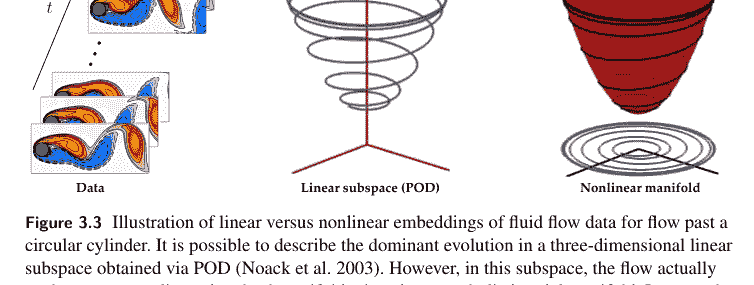 t
Data
Linear subspace (POD)
Nonlinear manifold
Figure 3.3 Illustration of linear versus nonlinear embeddings of fluid flow data for flow past a
circular cylinder. It is possible to describe the dominant evolution in a three-dimensional linear
subspace obtained via POD (Noack et al. 2003). However, in this subspace, the flow actually